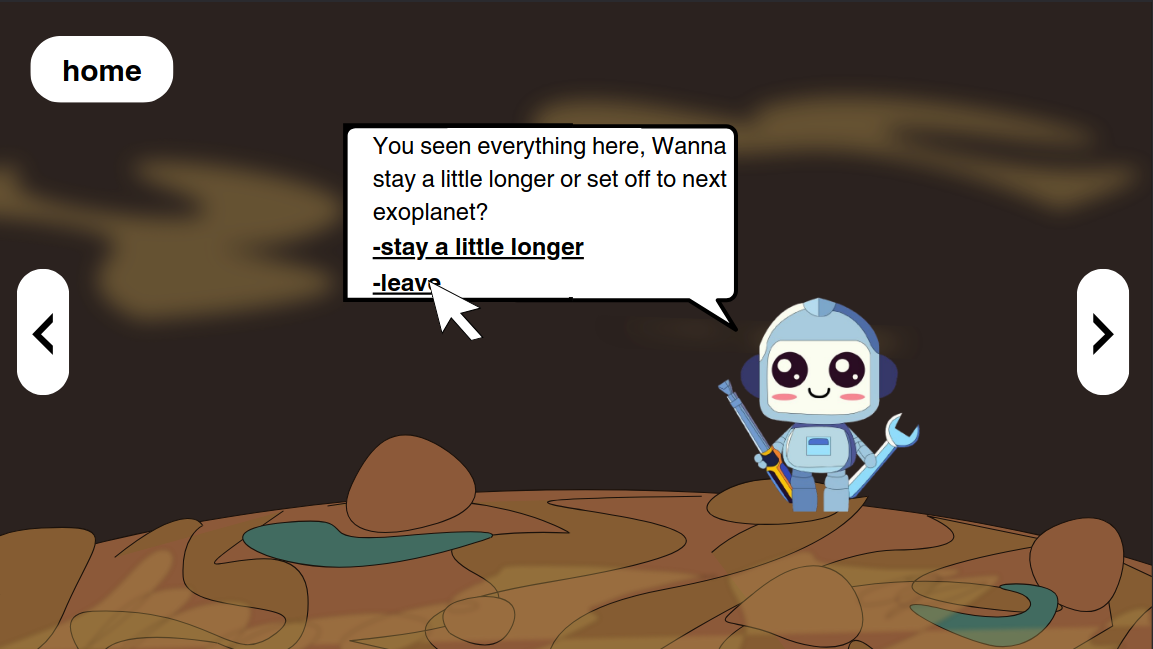 home
You seen everything here, Wanna
stay a little longer or set off to next
exoplanet?
-stay a little longer
-leave